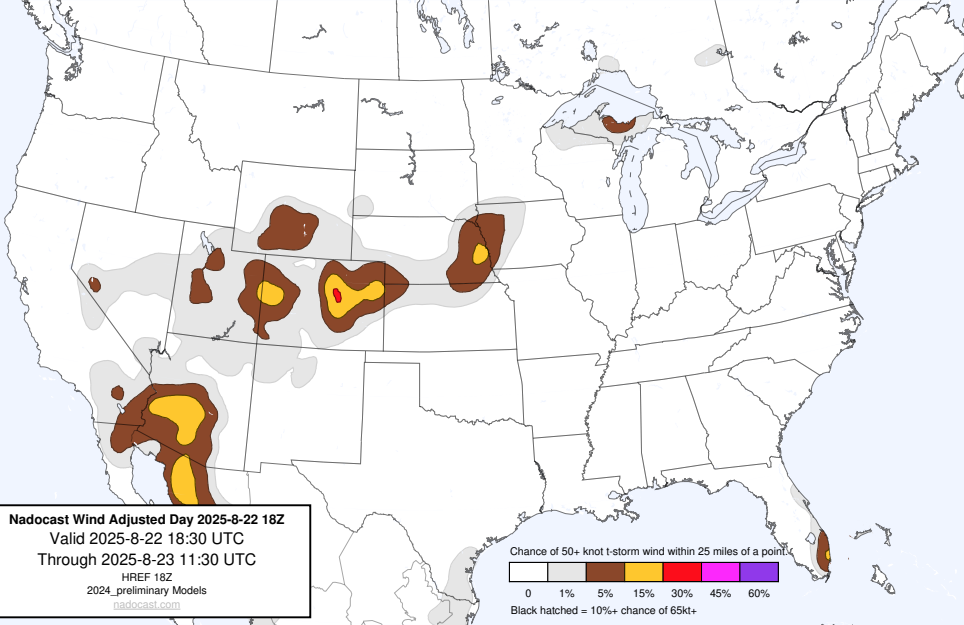 Nadocast Wind Adjusted Day 2025-8-22 18Z
Valid 2025-8-22 18:30 UTC
Through 2025-8-23 11:30 UTC
HREF 18Z
2024_preliminary Models
nadocast.com
Chance of 50+ knot t-storm wind within 25 miles of a point.
0 1% 5% 15% 30% 45% 60%
Black hatched = 10%+ chance of 65kt+